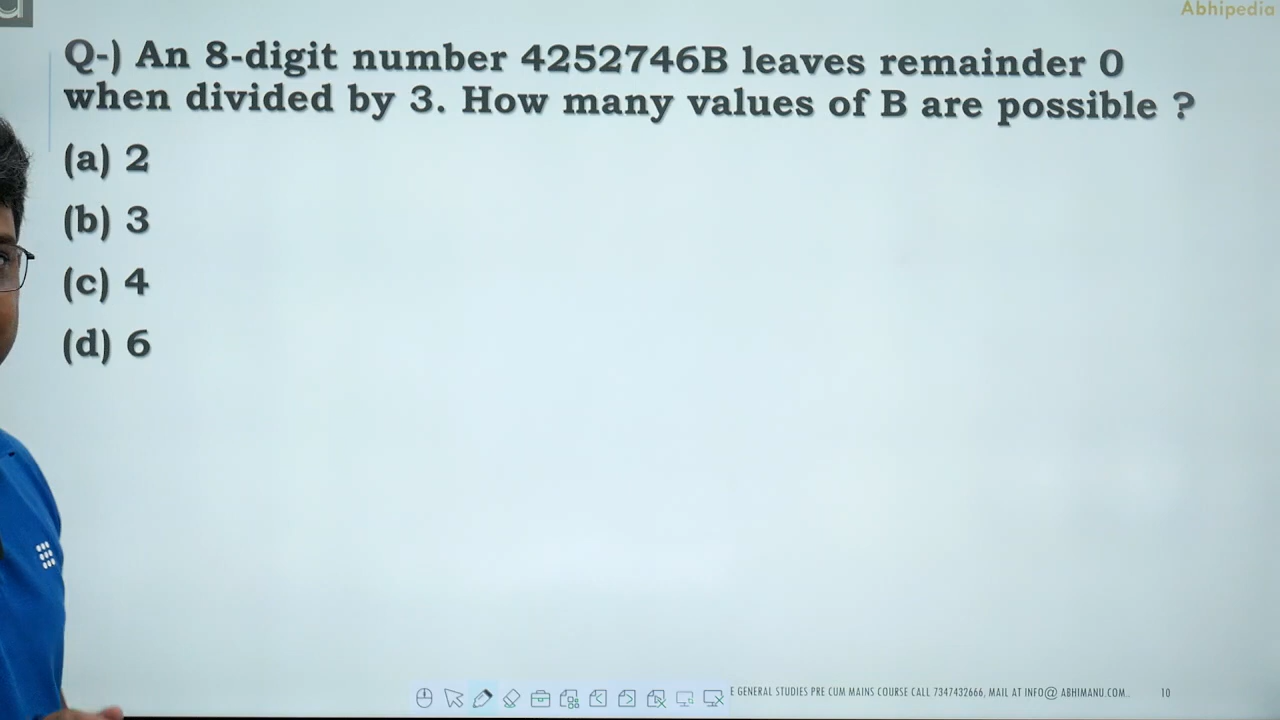 Abhipedia
Q-) An 8-digit number 4252746B leaves remainder 0
when divided by 3. How many values of B are possible ?
(a) 2
(b) 3
(c) 4
(d) 6
E GENERAL STUDIES PRE CUM MAINS COURSE CALL 7347432666, MAIL AT INFO@ ABHIMANU.COM..
10